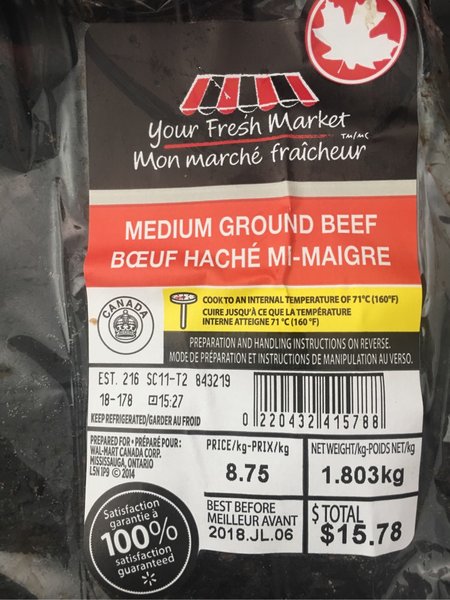 Your Fresh Market TM/MC
Mon marché fraîcheur
MEDIUM GROUND BEEF
BŒUF HACHÉ MI-MAIGRE
CANADA
COOK TO AN INTERNAL TEMPERATURE OF 71°C (160°F)
CUIRE JUSQU'À CE QUE LA TEMPÉRATURE
INTERNE ATTEIGNE 71 °C (160 °F)
PREPARATION AND HANDLING INSTRUCTIONS ON REVERSE.
MODE DE PRÉPARATION ET INSTRUCTIONS DE MANIPULATION AU VERSO.
EST. 216 SC11-T2 843219
18-178 15:27
KEEP REFRIGERATED/GARDER AU FROID
0 220432 415788
PREPARED FOR • PRÉPARÉ POUR:
WAL-MART CANADA CORP.
MISSISSAUGA, ONTARIO
L5N 1P9 © 2014
PRICE/kg-PRIX/kg
8.75
NET WEIGHT/kg-POIDS NET/kg
1.803kg
BEST BEFORE
MEILLEUR AVANT
2018.JL.06
$ TOTAL
$15.78
Satisfaction
garantie à
100%
satisfaction
guaranteed